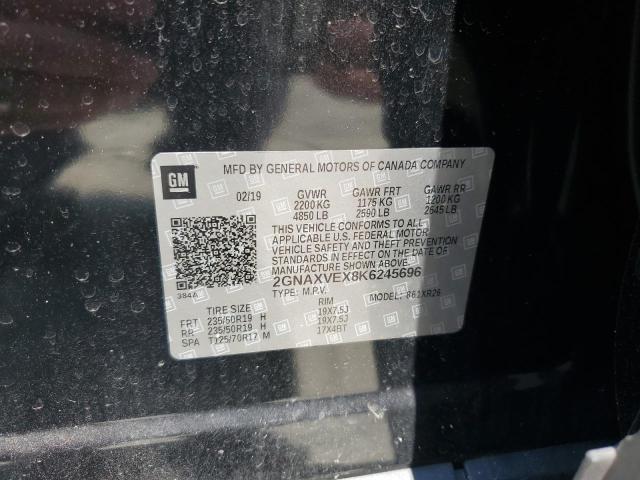 GM
MFD BY GENERAL MOTORS OF CANADA COMPANY
02/19 GVWR GAWR FRT GAWR RR
2200 KG 1175 KG 1200 KG
4850 LB 2590 LB 2645 LB
THIS VEHICLE CONFORMS TO ALL
APPLICABLE U.S. FEDERAL MOTOR
VEHICLE SAFETY AND THEFT PREVENTION
STANDARDS IN EFFECT ON THE DATE
OF MANUFACTURE SHOWN ABOVE.
2GNAXVEX8K6245696
384A TYPE: M.P.V. MODEL: 861XR26
TIRE SIZE RIM
FRT 235/50R19 H 19X7.5J
RR 235/50R19 H 19X7.5J
SPA T125/70R17 M 17X4BT